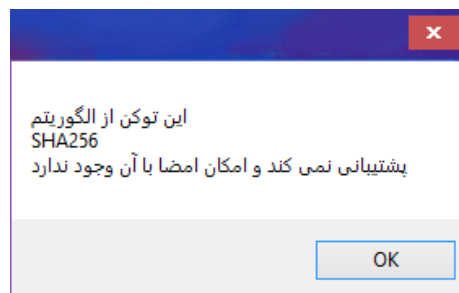 این توکن از الگوریتم
SHA256
پشتیبانی نمی کند و امکان امضا با آن وجود ندارد
OK